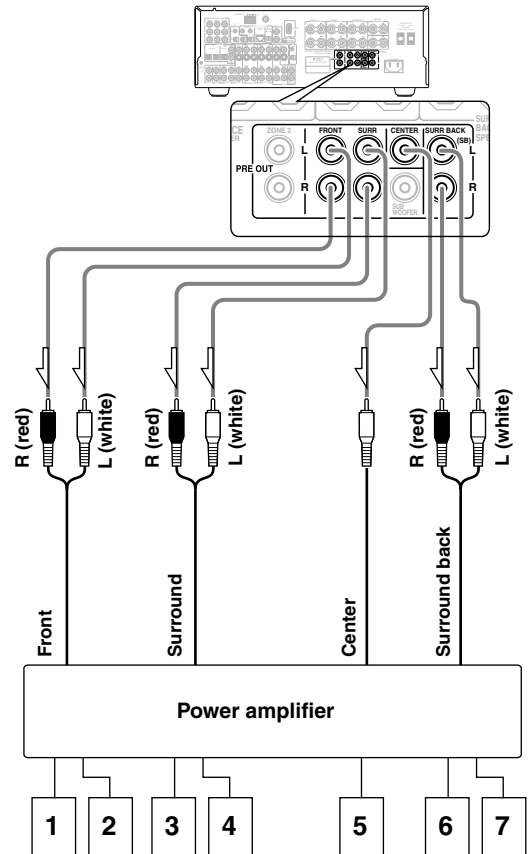 ZONE 2
FRONT
SURR
CENTER
SURR BACK
(SB)
L
L
PRE OUT
R
R
SUB
WOOFER
R (red)
L (white)
R (red)
L (white)
R (red)
L (white)
Front
Surround
Center
Surround back
Power amplifier
1
2
3
4
5
6
7